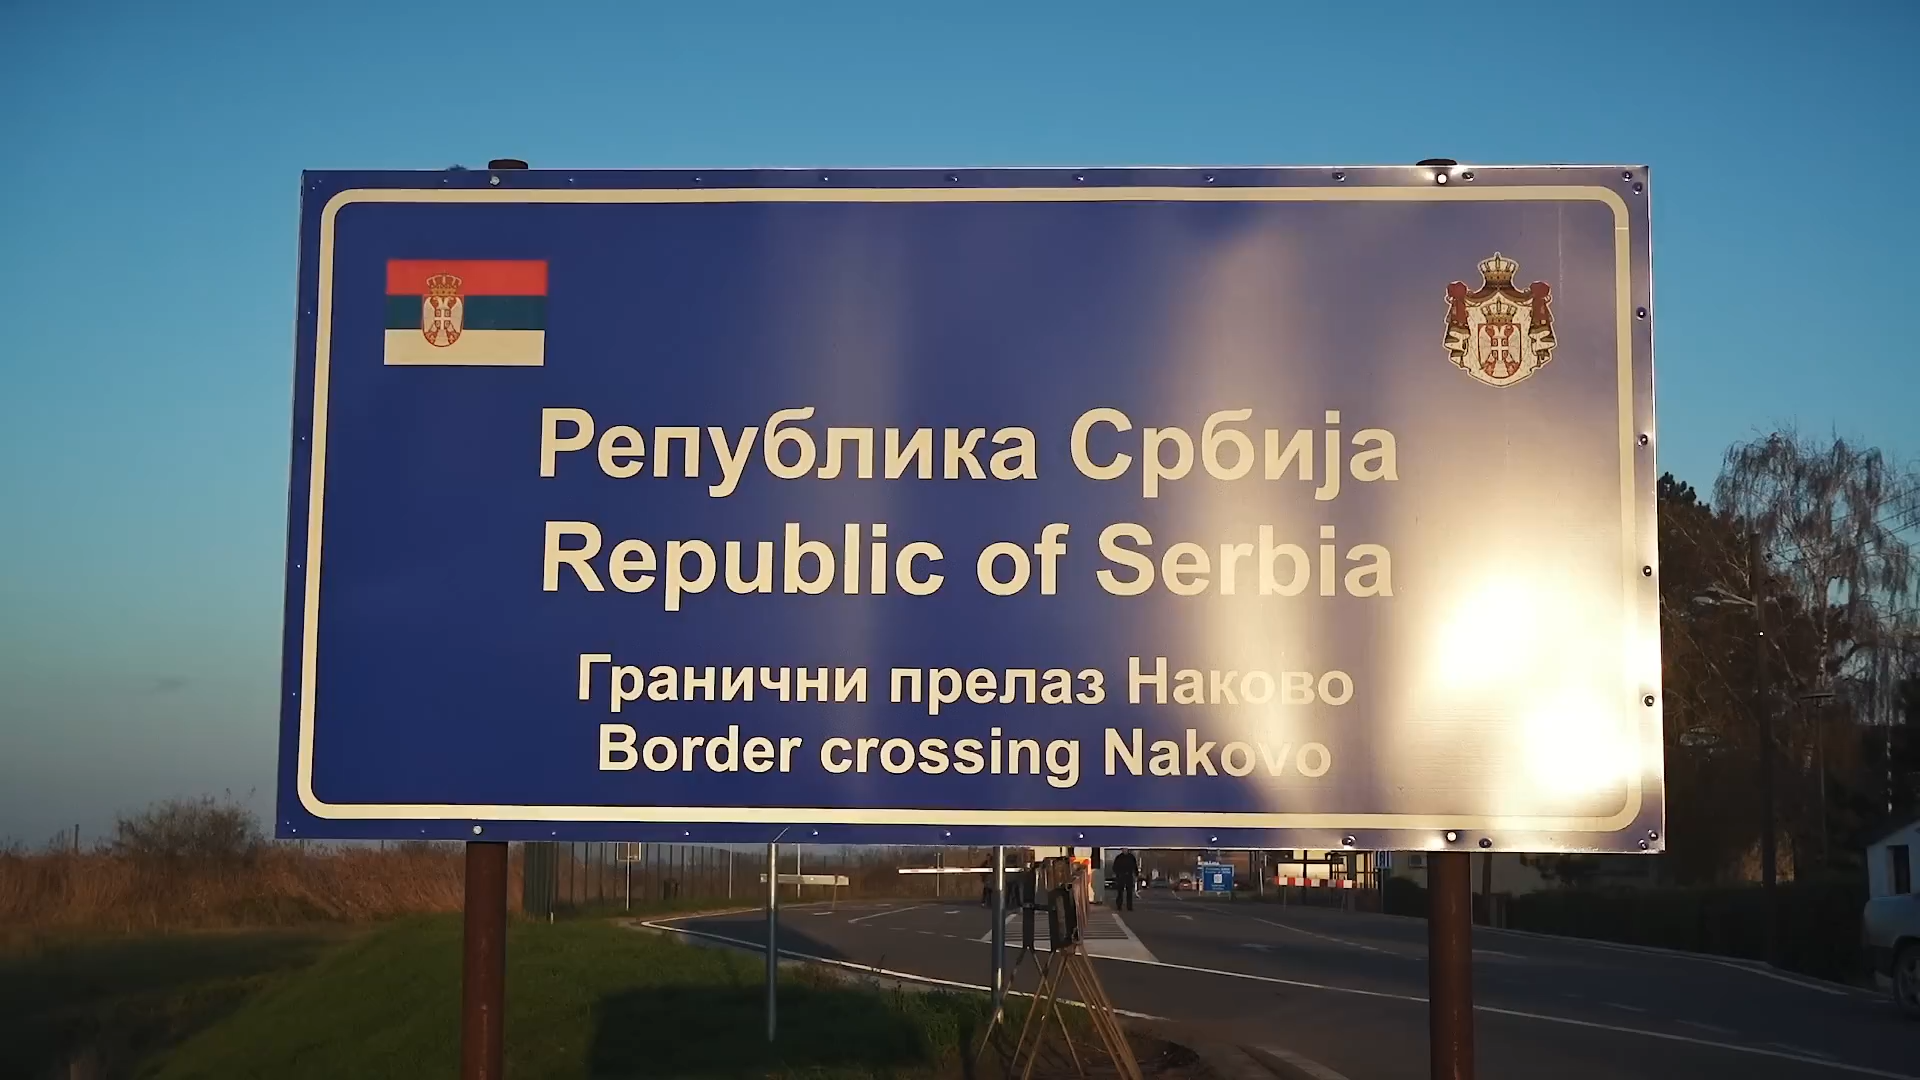 Република Србија
Republic of Serbia
Гранични прелаз Наково
Border crossing Nakovo